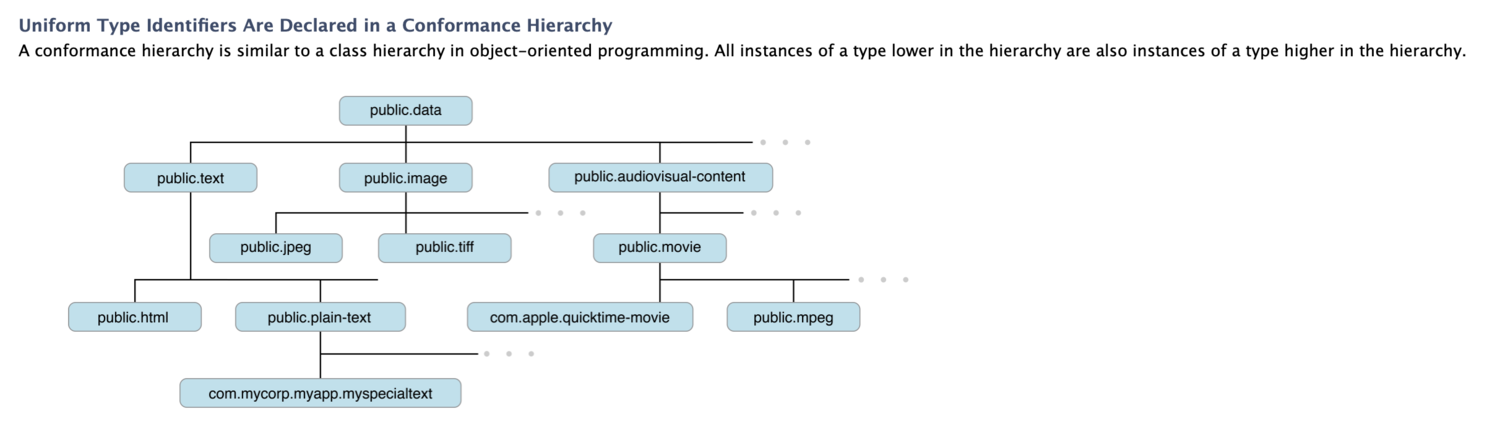 Uniform Type Identifiers Are Declared in a Conformance Hierarchy
A conformance hierarchy is similar to a class hierarchy in object-oriented programming. All instances of a type lower in the hierarchy are also instances of a type higher in the hierarchy.
public.data
public.text
public.image
public.audiovisual-content
public.jpeg
public.tiff
public.movie
public.html
public.plain-text
com.apple.quicktime-movie
public.mpeg
com.mycorp.myapp.myspecialtext